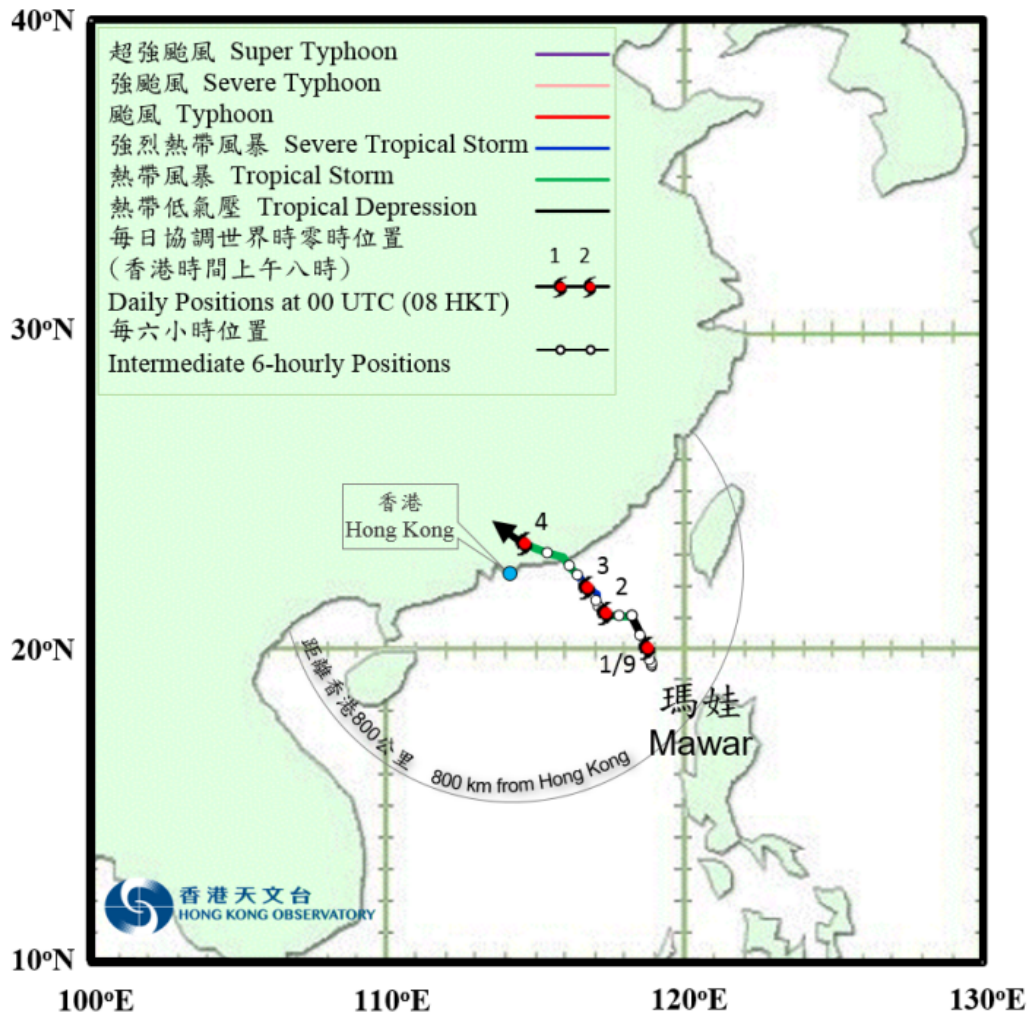 40°N
超強颱風 Super Typhoon
強颱風 Severe Typhoon
颱風 Typhoon
強烈熱帶風暴 Severe Tropical Storm
熱帶風暴 Tropical Storm
熱帶低氣壓 Tropical Depression
每日協調世界時零時位置
(香港時間上午八時)
Daily Positions at 00 UTC (08 HKT)
1 2
每六小時位置
Intermediate 6-hourly Positions
30°N
香港
Hong Kong
4
3
2
1/9
20°N
瑪娃
Mawar
距離香港800公里 800 km from Hong Kong
香港天文台
HONG KONG OBSERVATORY
10°N
100°E 110°E 120°E 130°E